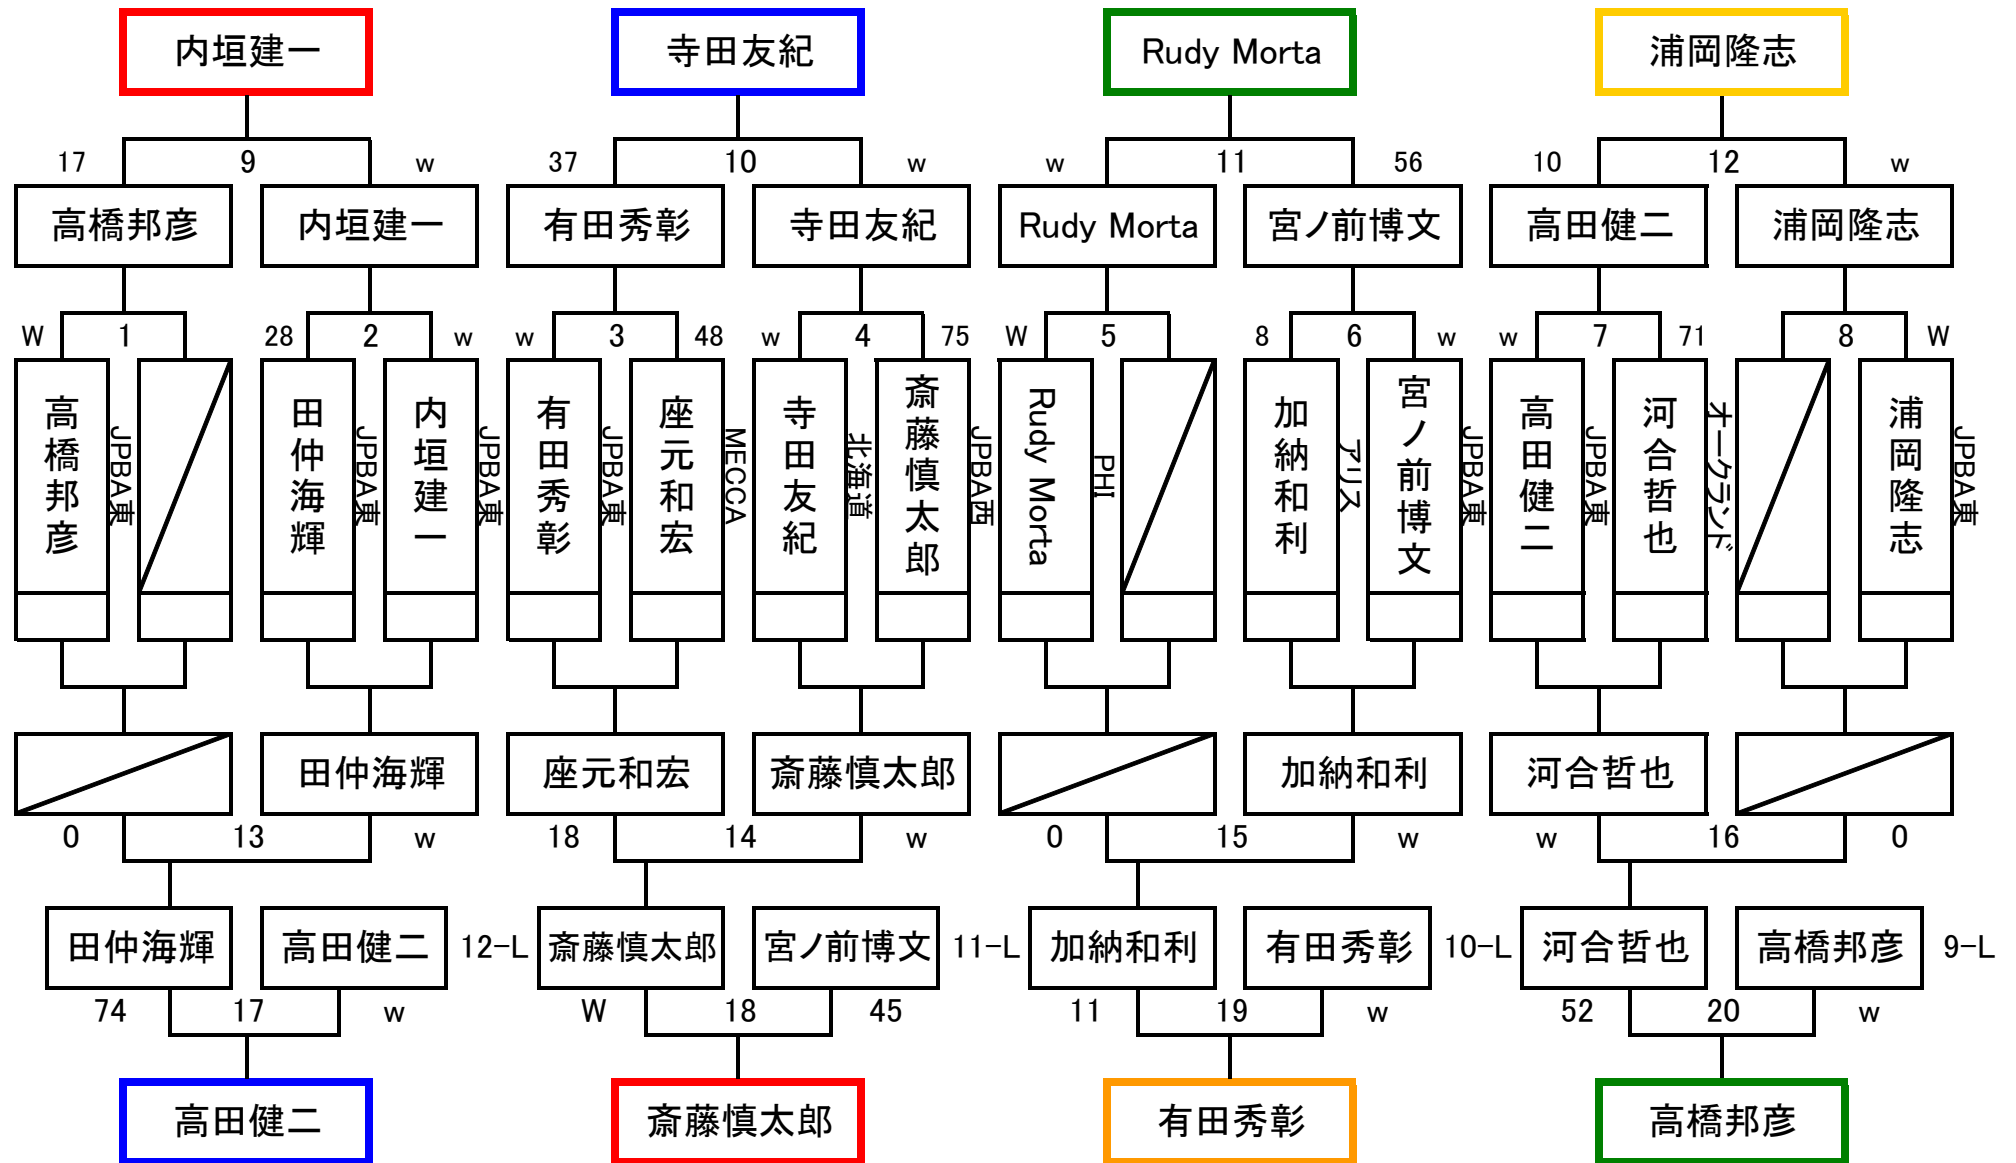 内垣建一 寺田友紀 Rudy Morta 浦岡隆志
17 9 w 37 10 w w 11 56 10 12 w
高橋邦彦 内垣建一 有田秀彰 寺田友紀 Rudy Morta 宮ノ前博文 高田健二 浦岡隆志
W 1 28 2 w w 3 48 w 4 75 W 5 8 6 w w 7 71 8 W
高橋邦彦
JPBA東
田仲海輝
JPBA東
内垣建一
JPBA東
有田秀彰
JPBA東
座元和宏
MECCA
寺田友紀
北海道
斎藤慎太郎
JPBA西
Rudy Morta
PHI
加納和利
アリス
宮ノ前博文
JPBA東
高田健二
JPBA東
河合哲也
オークランド
浦岡隆志
JPBA東
田仲海輝 座元和宏 斎藤慎太郎 加納和利 河合哲也
0 13 w 18 14 w 0 15 w w 16 0
田仲海輝 高田健二 12-L 斎藤慎太郎 宮ノ前博文 11-L 加納和利 有田秀彰 10-L 河合哲也 高橋邦彦 9-L
74 17 w W 18 45 11 19 w 52 20 w
高田健二 斎藤慎太郎 有田秀彰 高橋邦彦